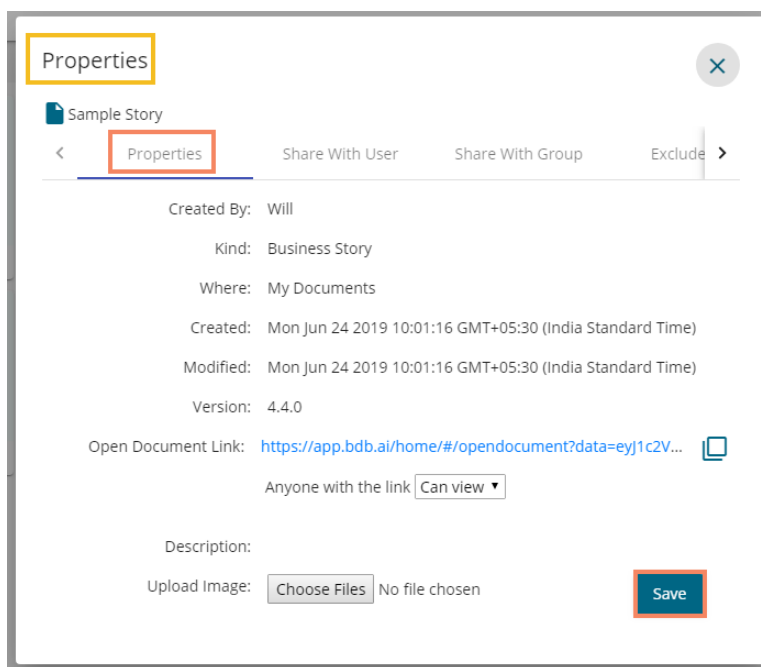 Properties
Sample Story
Properties Share With User Share With Group Exclude
Created By: Will
Kind: Business Story
Where: My Documents
Created: Mon Jun 24 2019 10:01:16 GMT+05:30 (India Standard Time)
Modified: Mon Jun 24 2019 10:01:16 GMT+05:30 (India Standard Time)
Version: 4.4.0
Open Document Link: https://app.bdb.ai/home/#/opendocument?data=eyJ1c2V...
Anyone with the link Can view
Description:
Upload Image: Choose Files No file chosen
Save